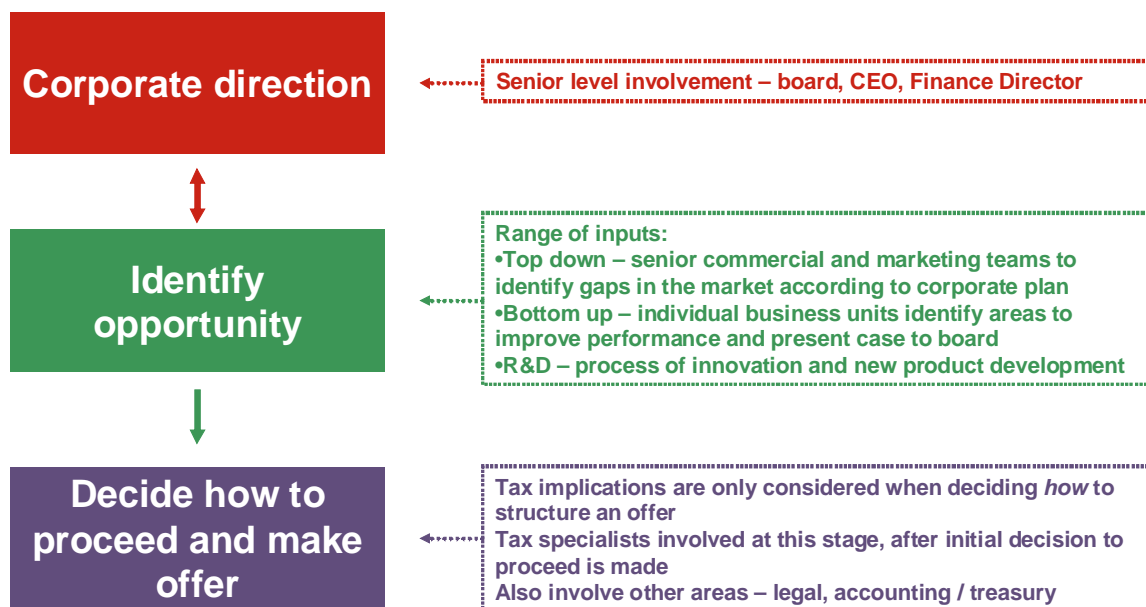 Corporate direction
Senior level involvement – board, CEO, Finance Director
Identify
opportunity
Range of inputs:
•Top down – senior commercial and marketing teams to
identify gaps in the market according to corporate plan
•Bottom up – individual business units identify areas to
improve performance and present case to board
•R&D – process of innovation and new product development
Decide how to
proceed and make
offer
Tax implications are only considered when deciding how to
structure an offer
Tax specialists involved at this stage, after initial decision to
proceed is made
Also involve other areas – legal, accounting / treasury